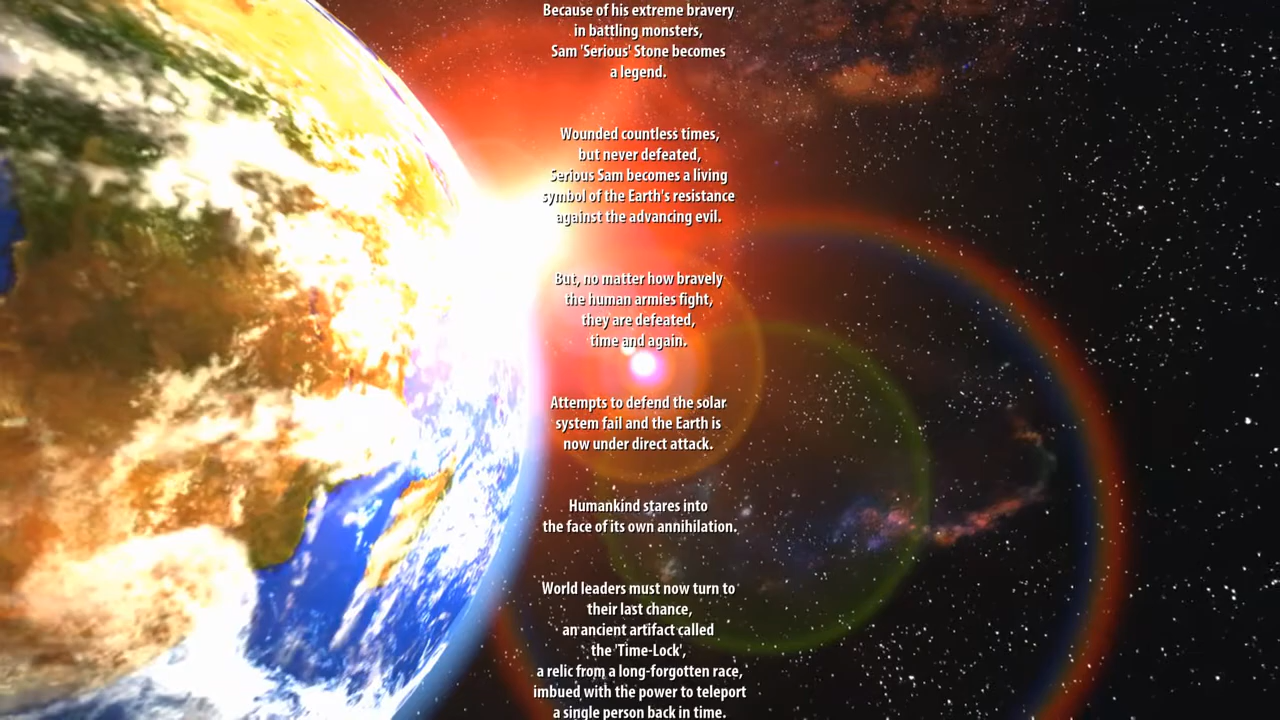 Because of his extreme bravery
in battling monsters,
Sam 'Serious' Stone becomes
a legend.
Wounded countless times,
but never defeated,
Serious Sam becomes a living
symbol of the Earth's resistance
against the advancing evil.
But, no matter how bravely
the human armies fight,
they are defeated,
time and again.
Attempts to defend the solar
system fail and the Earth is
now under direct attack.
Humankind stares into
the face of its own annihilation.
World leaders must now turn to
their last chance,
an ancient artifact called
the 'Time-Lock',
a relic from a long-forgotten race,
imbued with the power to teleport
a single person back in time.